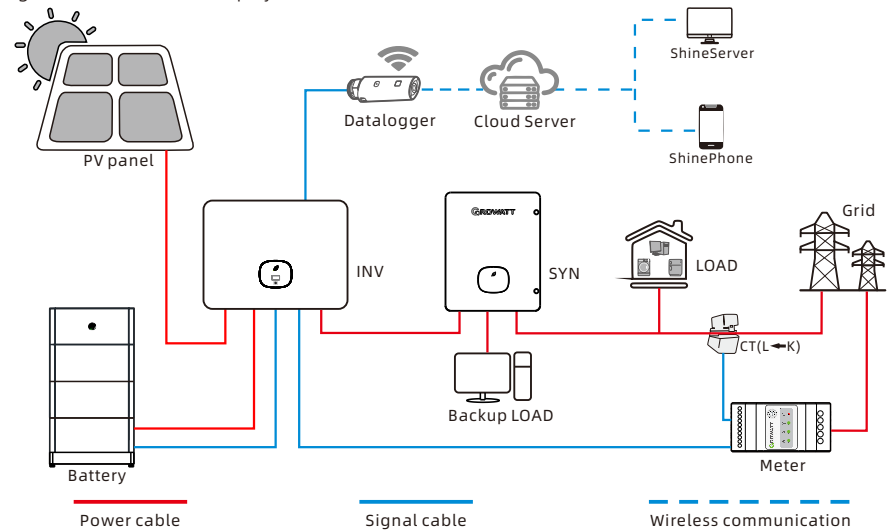 ShineServer
Datalogger
Cloud Server
PV panel
ShinePhone
GROWATT
Grid
INV
SYN
LOAD
CT(L←K)
Backup LOAD
GROWATT
Meter
Battery
Power cable
Signal cable
Wireless communication